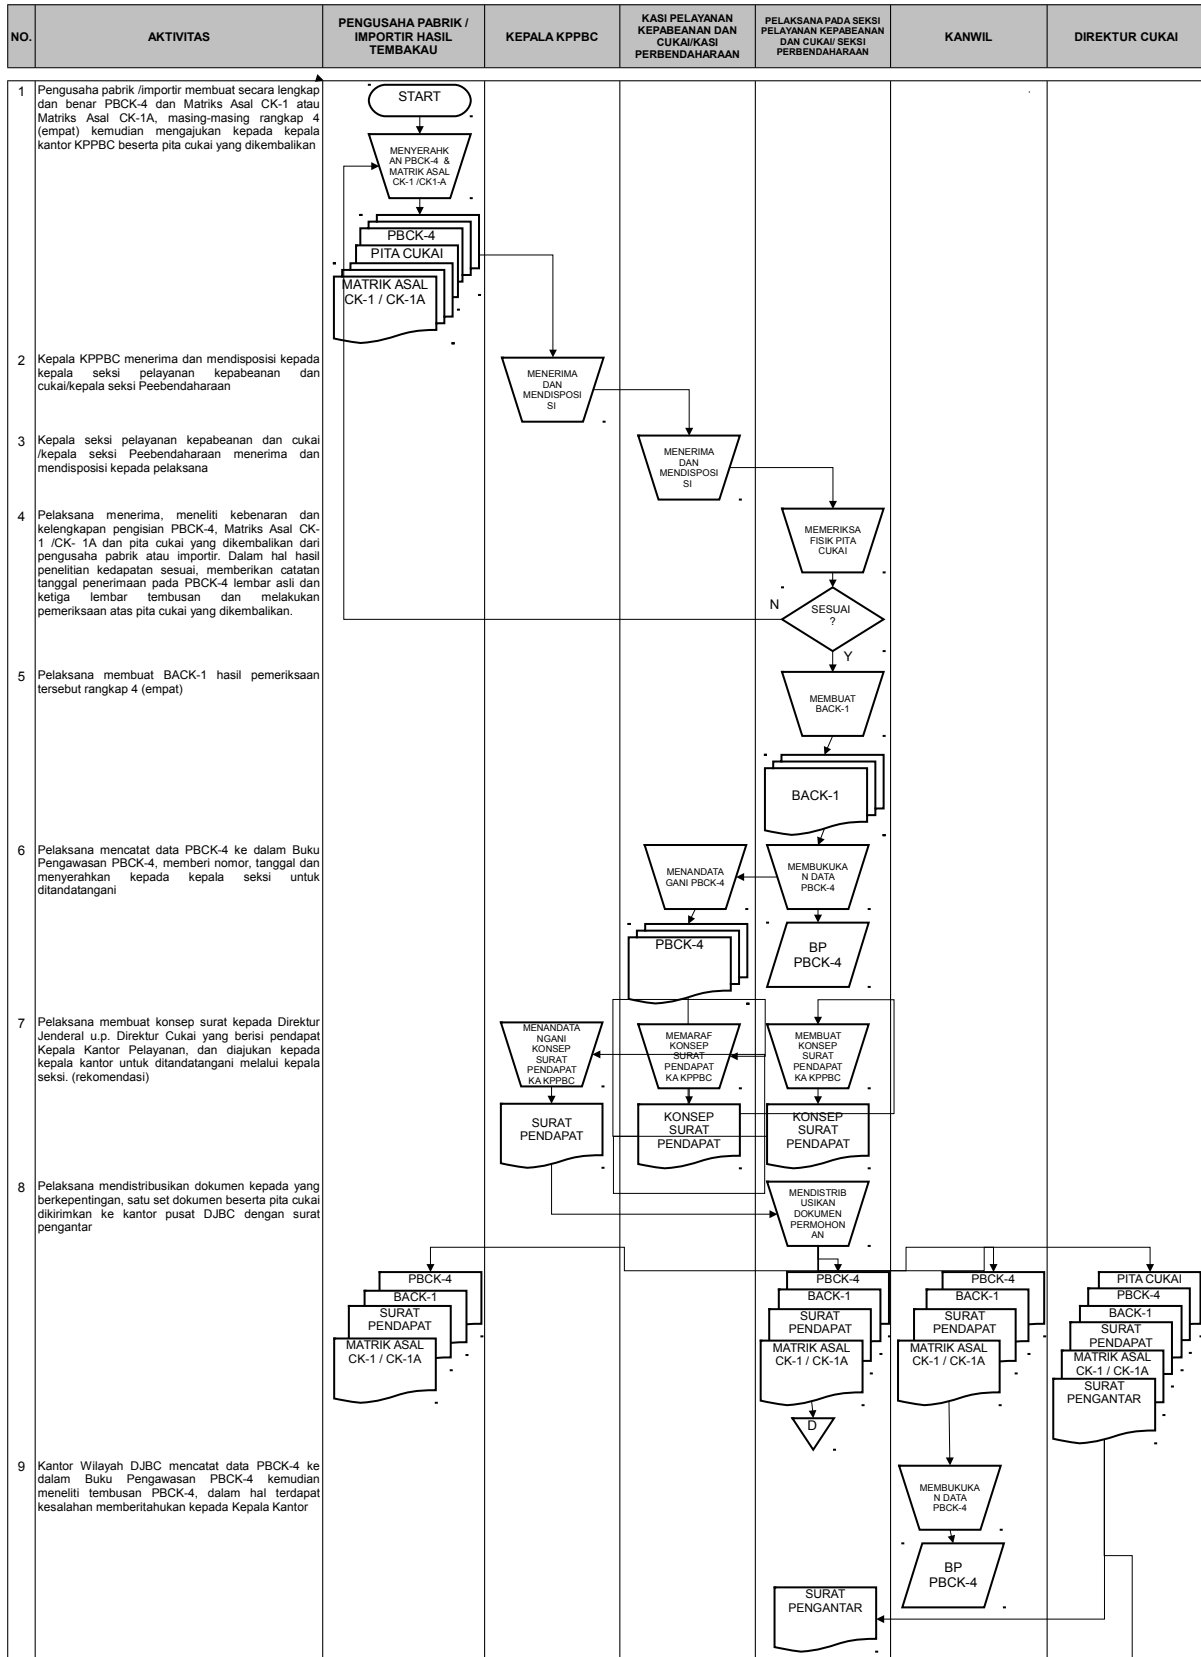 NO.
AKTIVITAS
PENGUSAHA PABRIK /
IMPORTIR HASIL
TEMBAKAU
KEPALA KPPBC
KASI PELAYANAN
KEPABEANAN DAN
CUKAI/KASI
PERBENDAHARAAN
PELAKSANA PADA SEKSI
PELAYANAN KEPABEANAN
DAN CUKAI/ SEKSI
PERBENDAHARAAN
KANWIL
DIREKTUR CUKAI
1
Pengusaha pabrik /importir membuat secara lengkap
dan benar PBCK-4 dan Matriks Asal CK-1 atau
Matriks Asal CK-1A, masing-masing rangkap 4
(empat) kemudian mengajukan kepada kepala
kantor KPPBC beserta pita cukai yang dikembalikan
START
MENYERAHK
AN PBCK-4 &
MATRIK ASAL
CK-1 /CK1-A
PBCK-4
PITA CUKAI
MATRIK ASAL
CK-1 / CK-1A
2
Kepala KPPBC menerima dan mendisposisi kepada
kepala seksi pelayanan kepabeanan dan
cukai/kepala seksi Peebendaharaan
MENERIMA
DAN
MENDISPOSI
SI
3
Kepala seksi pelayanan kepabeanan dan cukai
/kepala seksi Peebendaharaan menerima dan
mendisposisi kepada pelaksana
MENERIMA
DAN
MENDISPOSI
SI
4
Pelaksana menerima, meneliti kebenaran dan
kelengkapan pengisian PBCK-4, Matriks Asal CK-
1 /CK- 1A dan pita cukai yang dikembalikan dari
pengusaha pabrik atau importir. Dalam hal hasil
penelitian kedapatan sesuai, memberikan catatan
tanggal penerimaan pada PBCK-4 lembar asli dan
ketiga lembar tembusan dan melakukan
pemeriksaan atas pita cukai yang dikembalikan.
MEMERIKSA
FISIK PITA
CUKAI
N
SESUAI
?
Y
5
Pelaksana membuat BACK-1 hasil pemeriksaan
tersebut rangkap 4 (empat)
MEMBUAT
BACK-1
BACK-1
6
Pelaksana mencatat data PBCK-4 ke dalam Buku
Pengawasan PBCK-4, memberi nomor, tanggal dan
menyerahkan kepada kepala seksi untuk
ditandatangani
MENANDATA
GANI PBCK-4
MEMBUKUKA
N DATA
PBCK-4
PBCK-4
BP
PBCK-4
7
Pelaksana membuat konsep surat kepada Direktur
Jenderal u.p. Direktur Cukai yang berisi pendapat
Kepala Kantor Pelayanan, dan diajukan kepada
kepala kantor untuk ditandatangani melalui kepala
seksi. (rekomendasi)
MENANDATA
NGANI
KONSEP
SURAT
PENDAPAT
KA KPPBC
MEMARAF
KONSEP
SURAT
PENDAPAT
KA KPPBC
MEMBUAT
KONSEP
SURAT
PENDAPAT
KA KPPBC
SURAT
PENDAPAT
KONSEP
SURAT
PENDAPAT
KONSEP
SURAT
PENDAPAT
8
Pelaksana mendistribusikan dokumen kepada yang
berkepentingan, satu set dokumen beserta pita cukai
dikirimkan ke kantor pusat DJBC dengan surat
pengantar
MENDISTRIB
USIKAN
DOKUMEN
PERMOHON
AN
PBCK-4
BACK-1
SURAT
PENDAPAT
MATRIK ASAL
CK-1 / CK-1A
PBCK-4
BACK-1
SURAT
PENDAPAT
MATRIK ASAL
CK-1 / CK-1A
D
PBCK-4
BACK-1
SURAT
PENDAPAT
MATRIK ASAL
CK-1 / CK-1A
PITA CUKAI
PBCK-4
BACK-1
SURAT
PENDAPAT
MATRIK ASAL
CK-1 / CK-1A
SURAT
PENGANTAR
9
Kantor Wilayah DJBC mencatat data PBCK-4 ke
dalam Buku Pengawasan PBCK-4 kemudian
meneliti tembusan PBCK-4, dalam hal terdapat
kesalahan memberitahukan kepada Kepala Kantor
MEMBUKUKA
N DATA
PBCK-4
BP
PBCK-4
SURAT
PENGANTAR